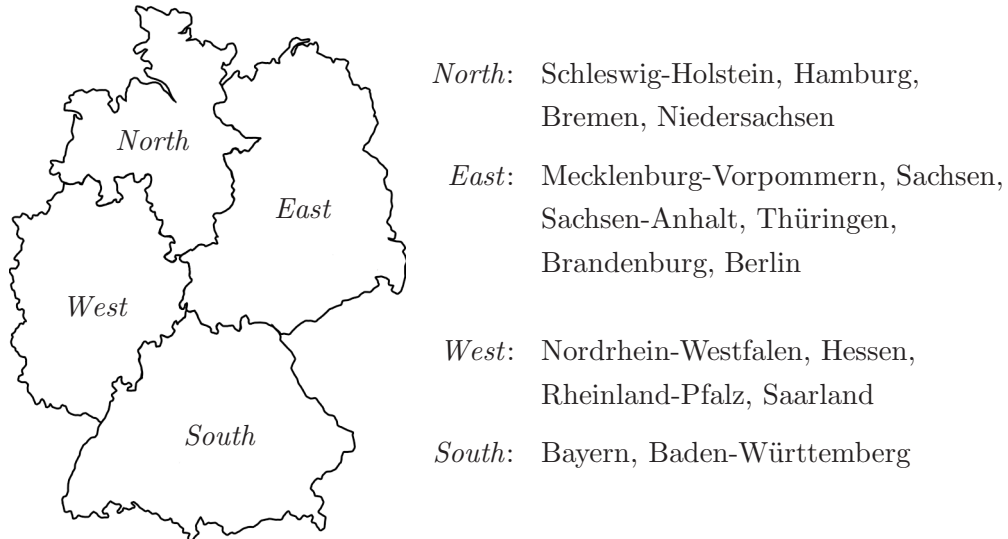 North
East
West
South
North: Schleswig-Holstein, Hamburg,
Bremen, Niedersachsen
East: Mecklenburg-Vorpommern, Sachsen,
Sachsen-Anhalt, Thüringen,
Brandenburg, Berlin
West: Nordrhein-Westfalen, Hessen,
Rheinland-Pfalz, Saarland
South: Bayern, Baden-Württemberg